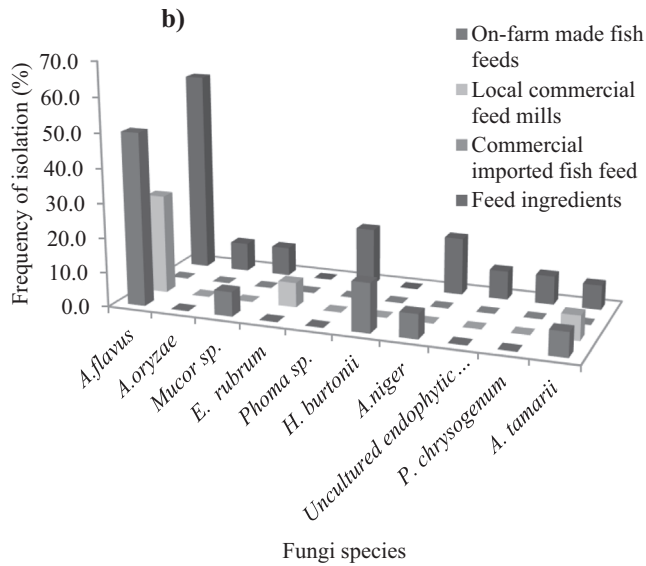 b)
On-farm made fish
feeds
Local commercial
feed mills
Commercial
imported fish feed
Feed ingredients
Frequency of isolation (%)
70.0
60.0
50.0
40.0
30.0
20.0
10.0
0.0
A.flavus
A.oryzae
Mucor sp.
E. rubrum
Phoma sp.
H. burtonii
A.niger
Uncultured endophytic...
P. chrysogenum
A. tamarii
Fungi species